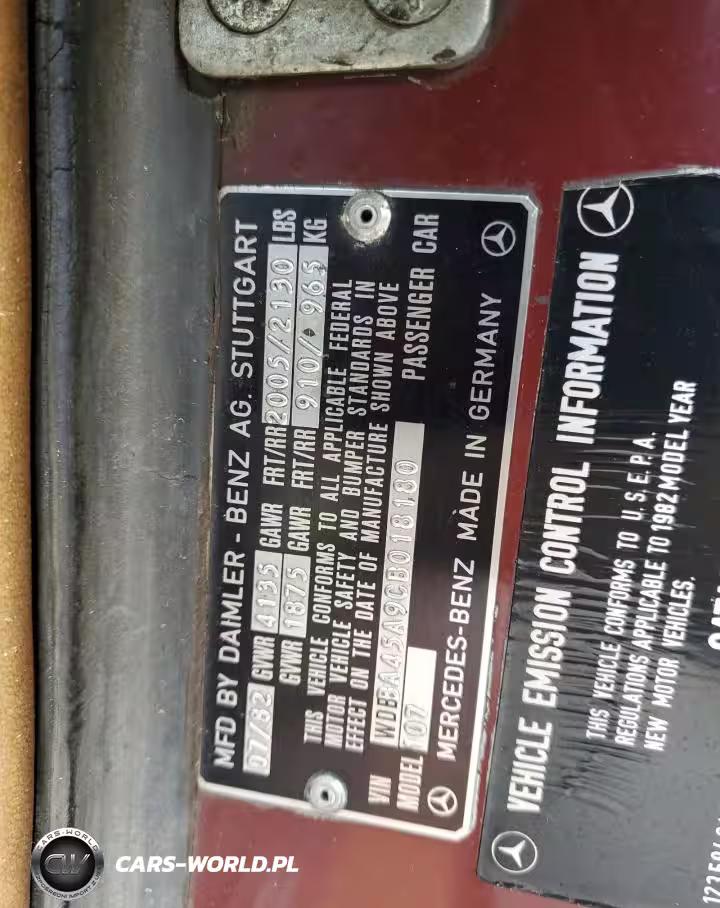 MFD BY DAIMLER - BENZ AG. STUTTGART
07/82 GVWR 4135 GAWR FRT/RR 2005/2130 LBS
GVWR 1875 GAWR FRT/RR 910/ 965 KG
THIS VEHICLE CONFORMS TO ALL APPLICABLE FEDERAL
MOTOR VEHICLE SAFETY AND BUMPER STANDARDS IN
EFFECT ON THE DATE OF MANUFACTURE SHOWN ABOVE
VIN WDBBA45A9CB018180
MODEL 107 PASSENGER CAR
MERCEDES-BENZ MADE IN GERMANY
VEHICLE EMISSION CONTROL INFORMATION
THIS VEHICLE CONFORMS TO U.S.E.P.A.
REGULATIONS APPLICABLE TO 1982 MODEL YEAR
NEW MOTOR VEHICLES.
CARS-WORLD
CW
CARS-WORLD.PL